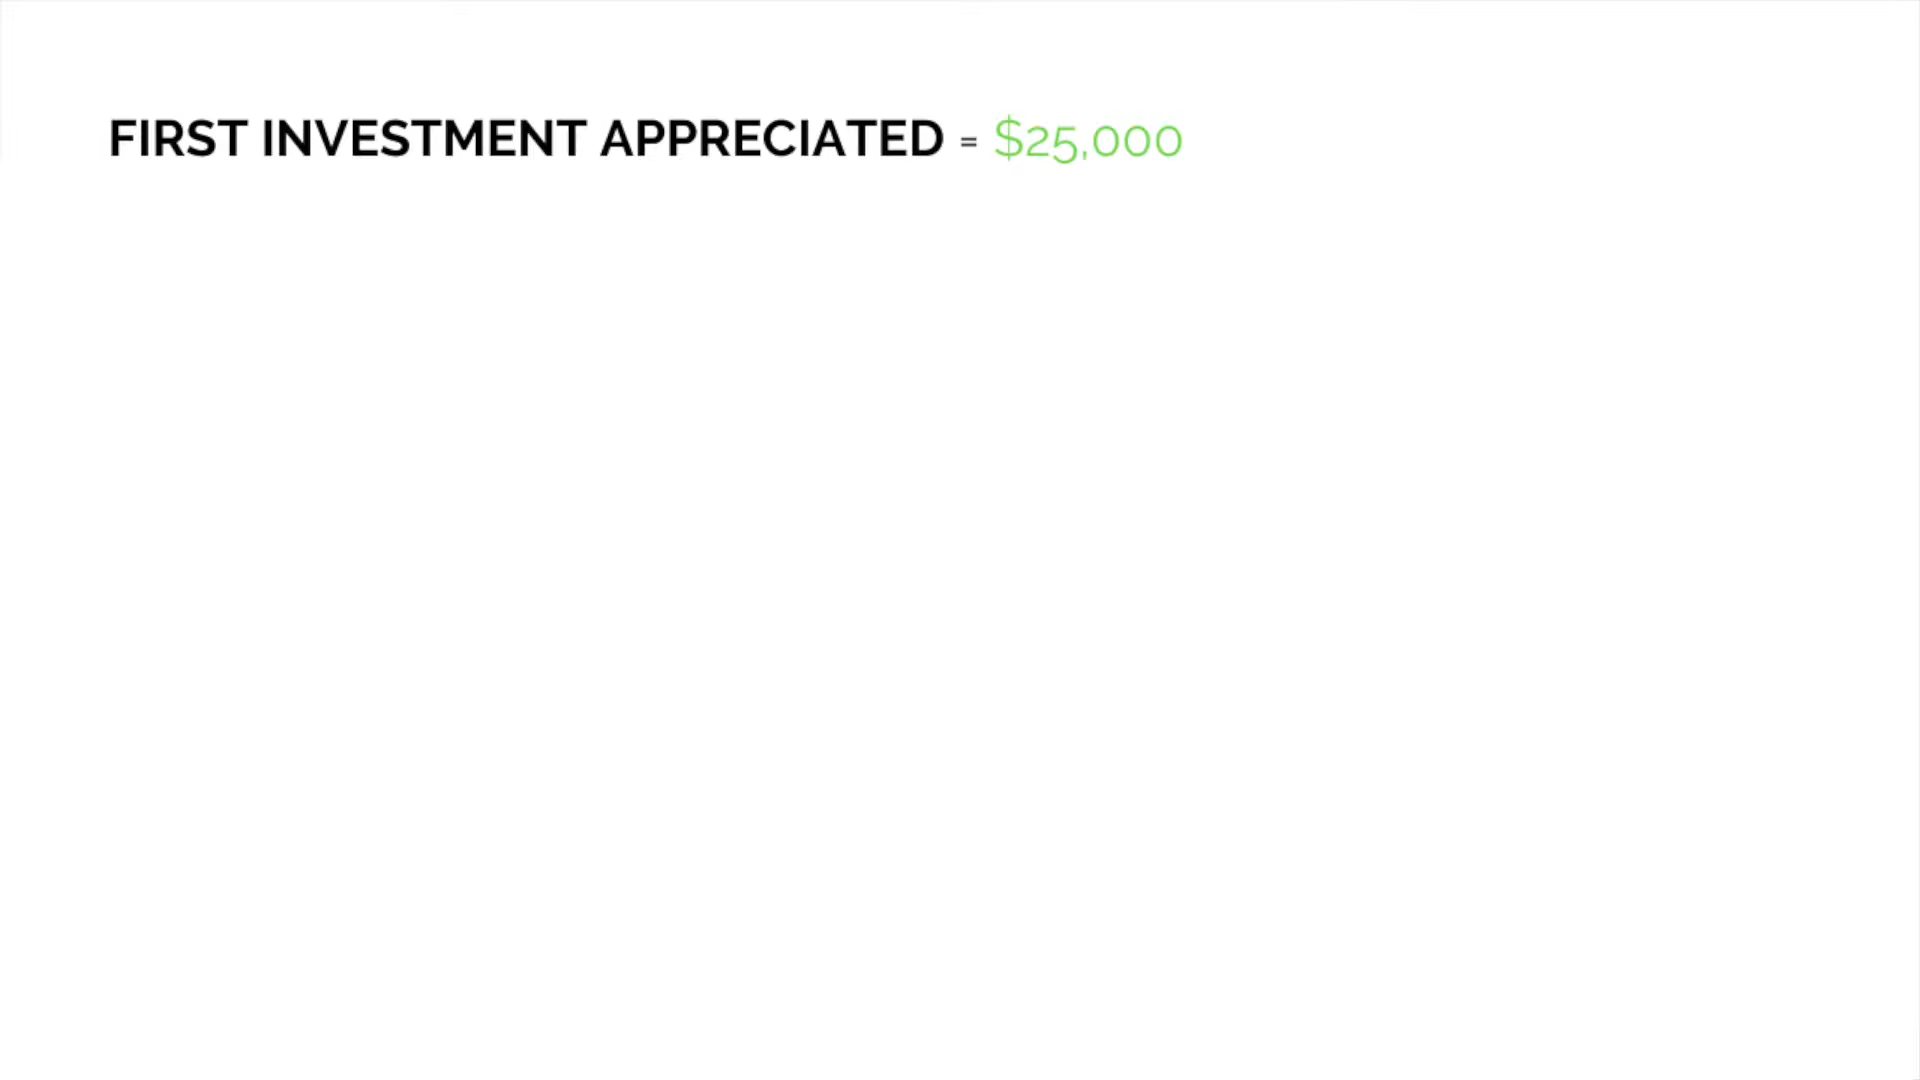 FIRST INVESTMENT APPRECIATED = $25,000